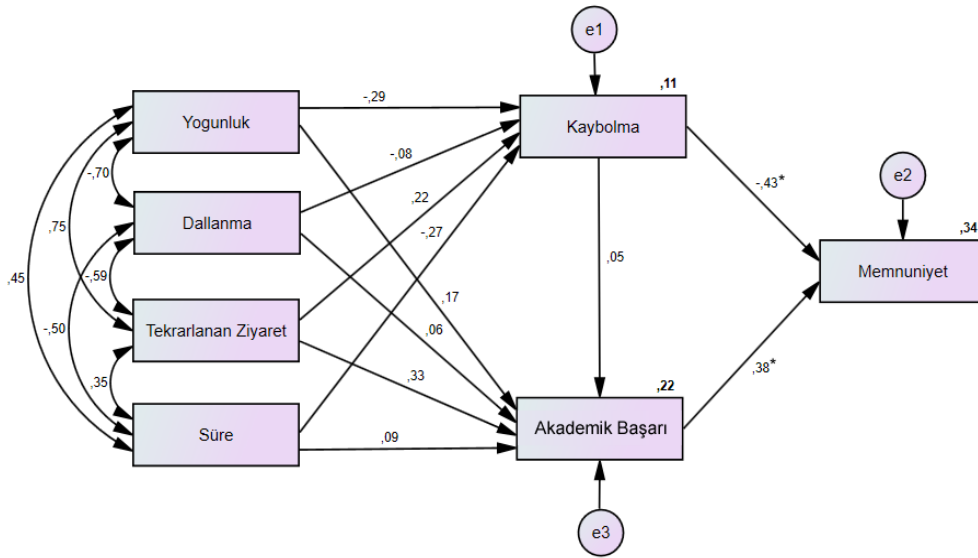 e1
,11
Yogunluk
-,29
Kaybolma
-,08
-,70
e2
Dallanma
,22
-,43*
,75
-,27
,34
,45
-,59
,05
Memnuniyet
,17
-,50
Tekrarlanan Ziyaret
,06
,38*
,35
,33
,22
Süre
,09
Akademik Başarı
e3